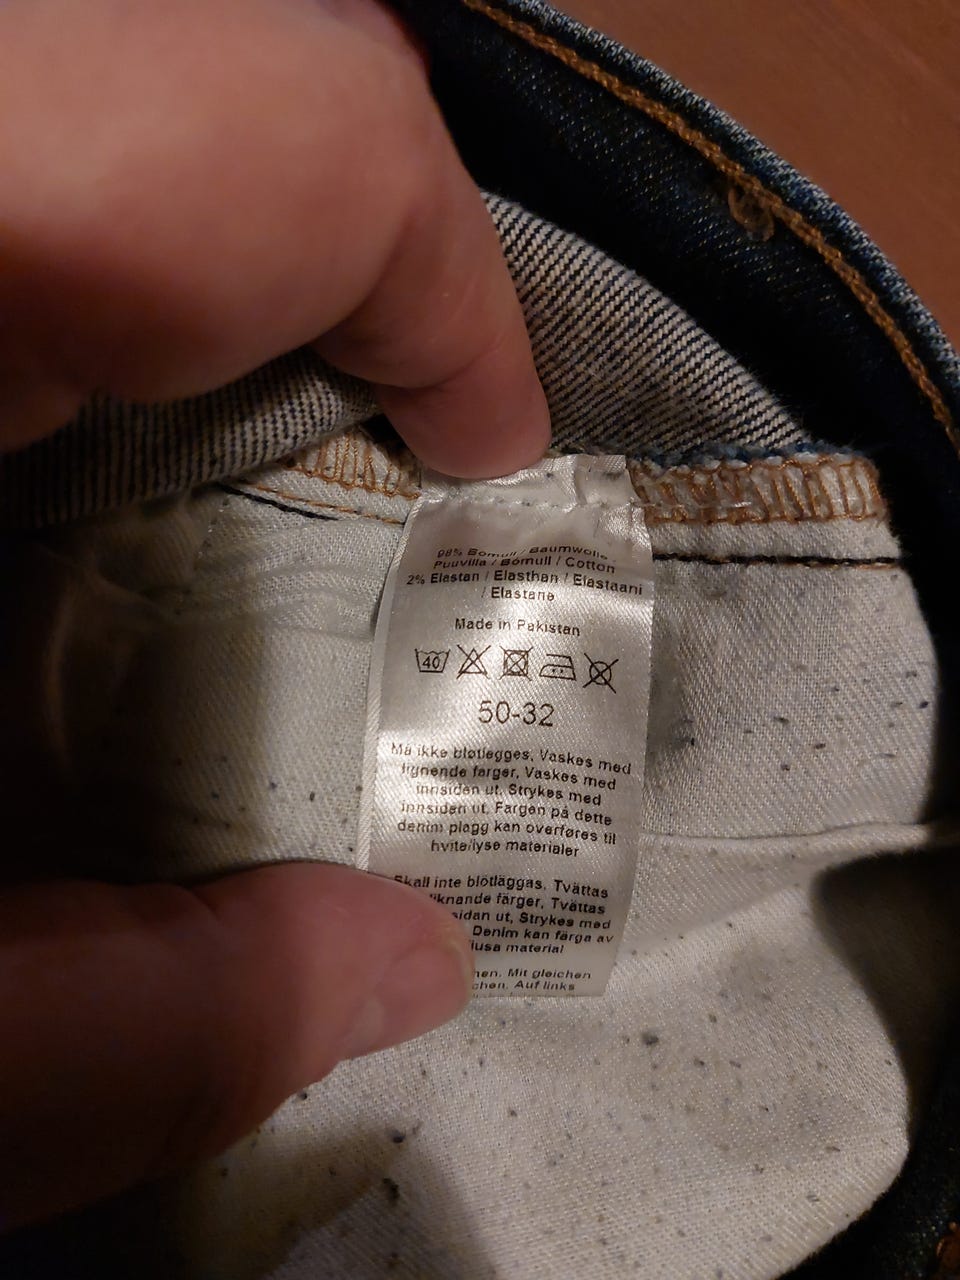 98% Bomull / Baumwolle
Puuvilla / Bomull / Cotton
2% Elastan / Elasthan / Elastaani
/ Elastane
Made in Pakistan
40
50-32
Må ikke bløtlegges, Vaskes med
lignende farger, Vaskes med
innsiden ut, Strykes med
innsiden ut. Fargen på dette
denim plagg kan overføres til
hvite/lyse materialer
Skall inte blötläggas, Tvättas
liknande färger, Tvättas
sidan ut, Strykes med
Denim kan färga av
ljusa material
Mit gleichen
Auf links